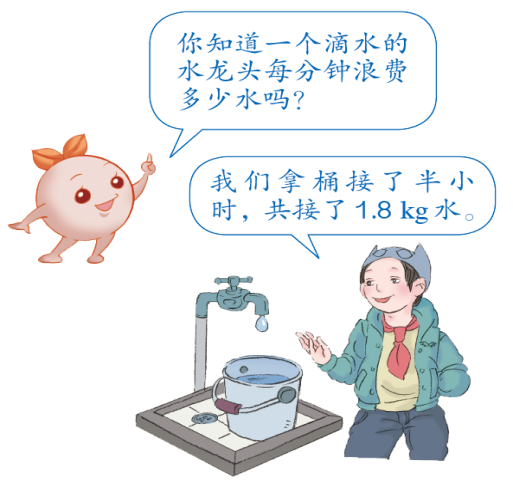 你知道一个滴水的
水龙头每分钟浪费
多少水吗？
我们拿桶接了半小
时，共接了1.8 kg水。